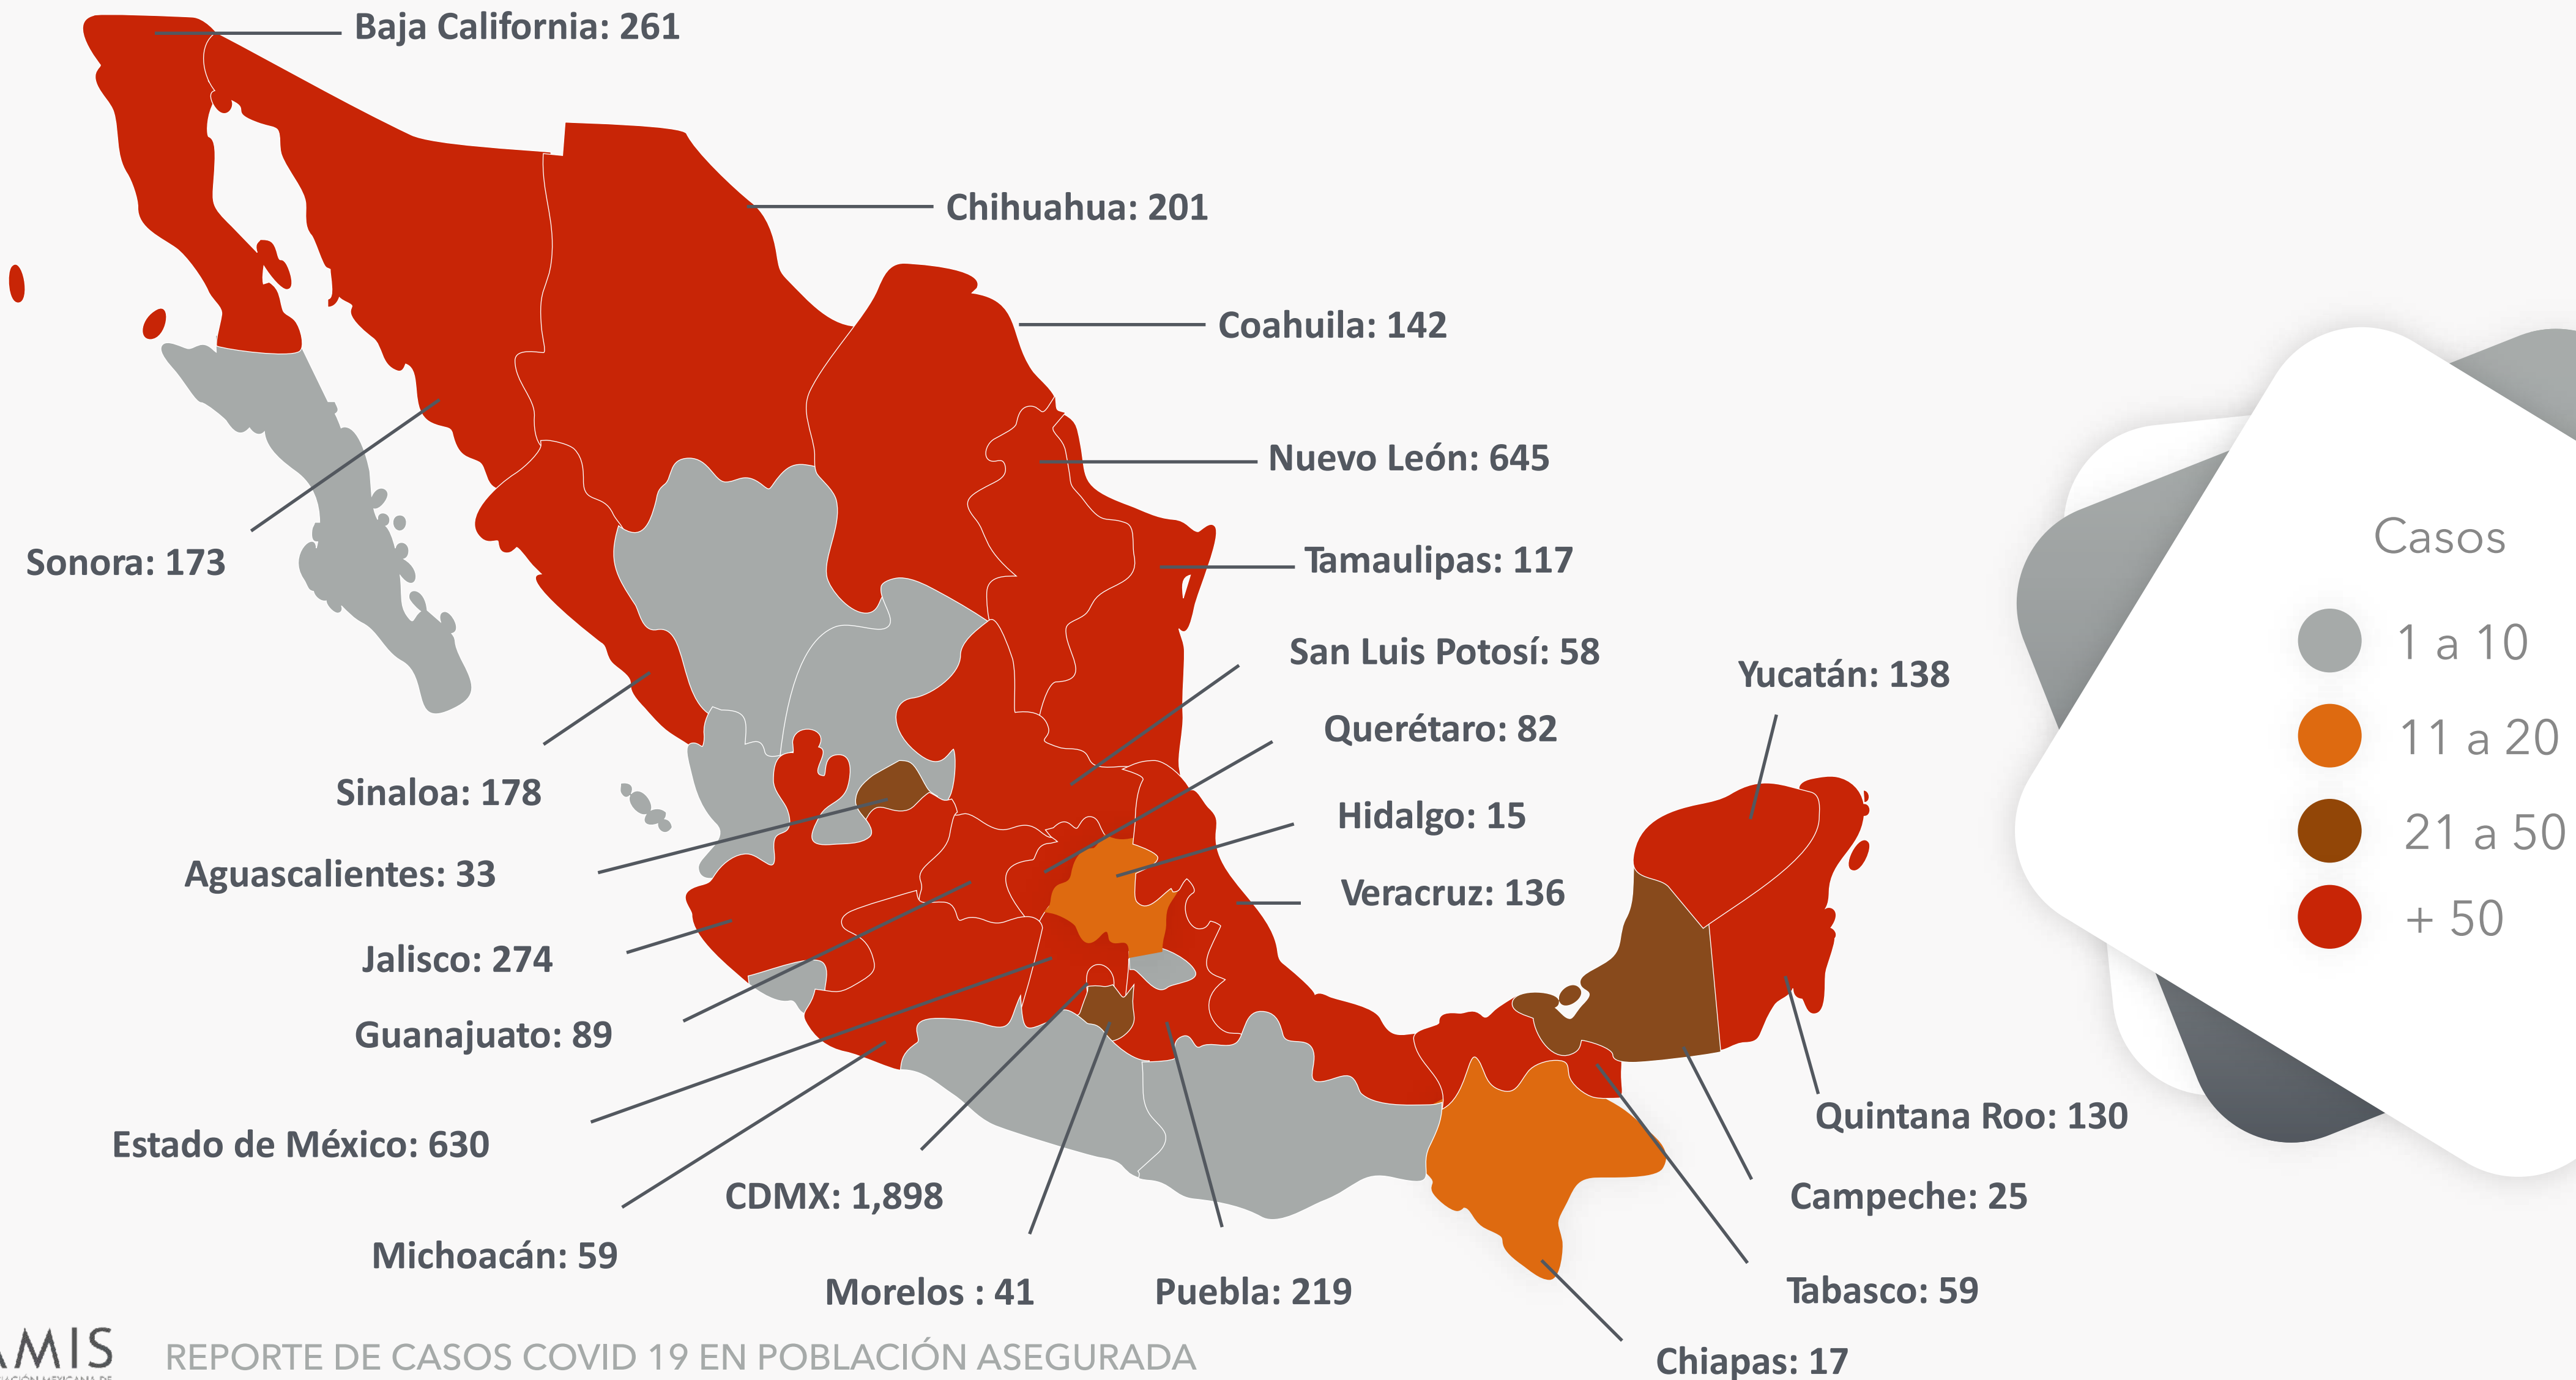 Baja California: 261
Chihuahua: 201
Coahuila: 142
Nuevo León: 645
Sonora: 173
Tamaulipas: 117
San Luis Potosí: 58
Yucatán: 138
Querétaro: 82
Sinaloa: 178
Hidalgo: 15
Aguascalientes: 33
Veracruz: 136
Jalisco: 274
Guanajuato: 89
Estado de México: 630
Quintana Roo: 130
CDMX: 1,898
Campeche: 25
Michoacán: 59
Morelos : 41
Puebla: 219
Tabasco: 59
Chiapas: 17
Casos
1 a 10
11 a 20
21 a 50
+ 50
AMIS
REPORTE DE CASOS COVID 19 EN POBLACIÓN ASEGURADA